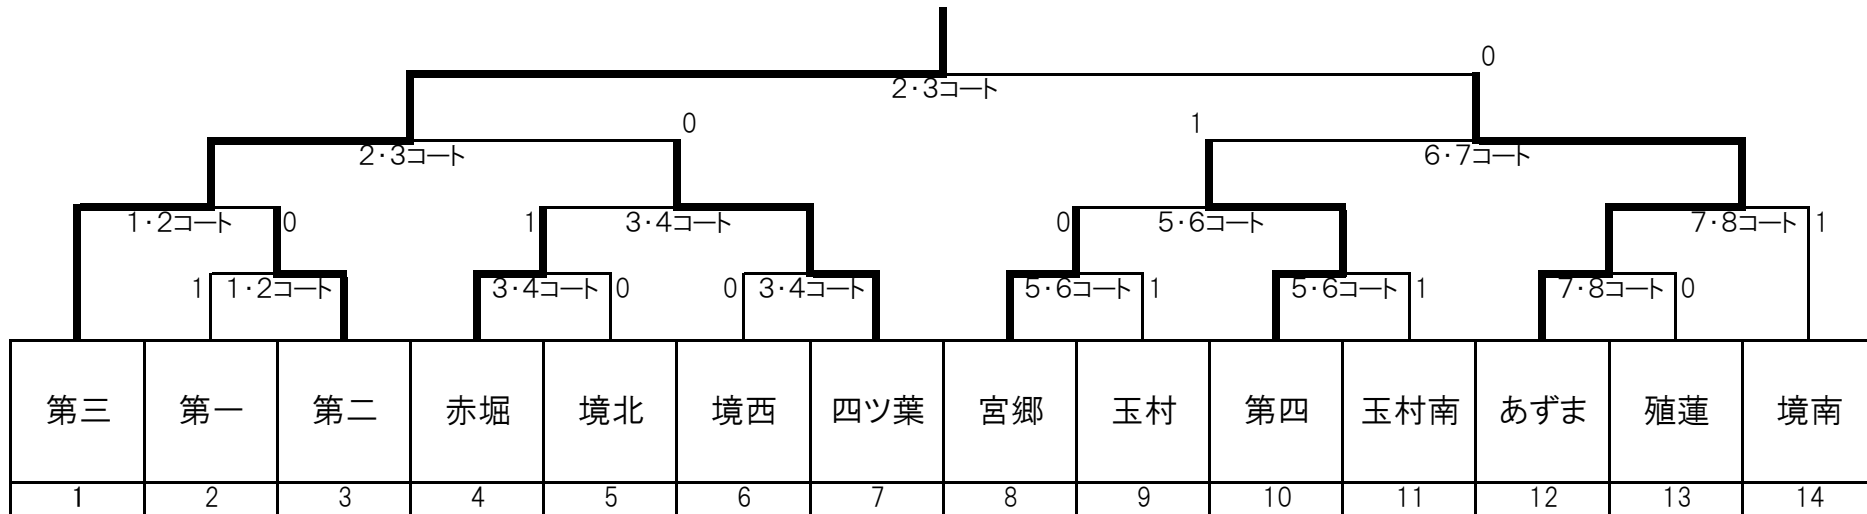 0
2・3コート
0 1
2・3コート 6・7コート
1・2コート 0 1 3・4コート 0 5・6コート 7・8コート 1
1 1・2コート 3・4コート 0 0 3・4コート 5・6コート 1 5・6コート 1 7・8コート 0
第三 第一 第二 赤堀 境北 境西 四ツ葉 宮郷 玉村 第四 玉村南 あずま 殖蓮 境南
1 2 3 4 5 6 7 8 9 10 11 12 13 14